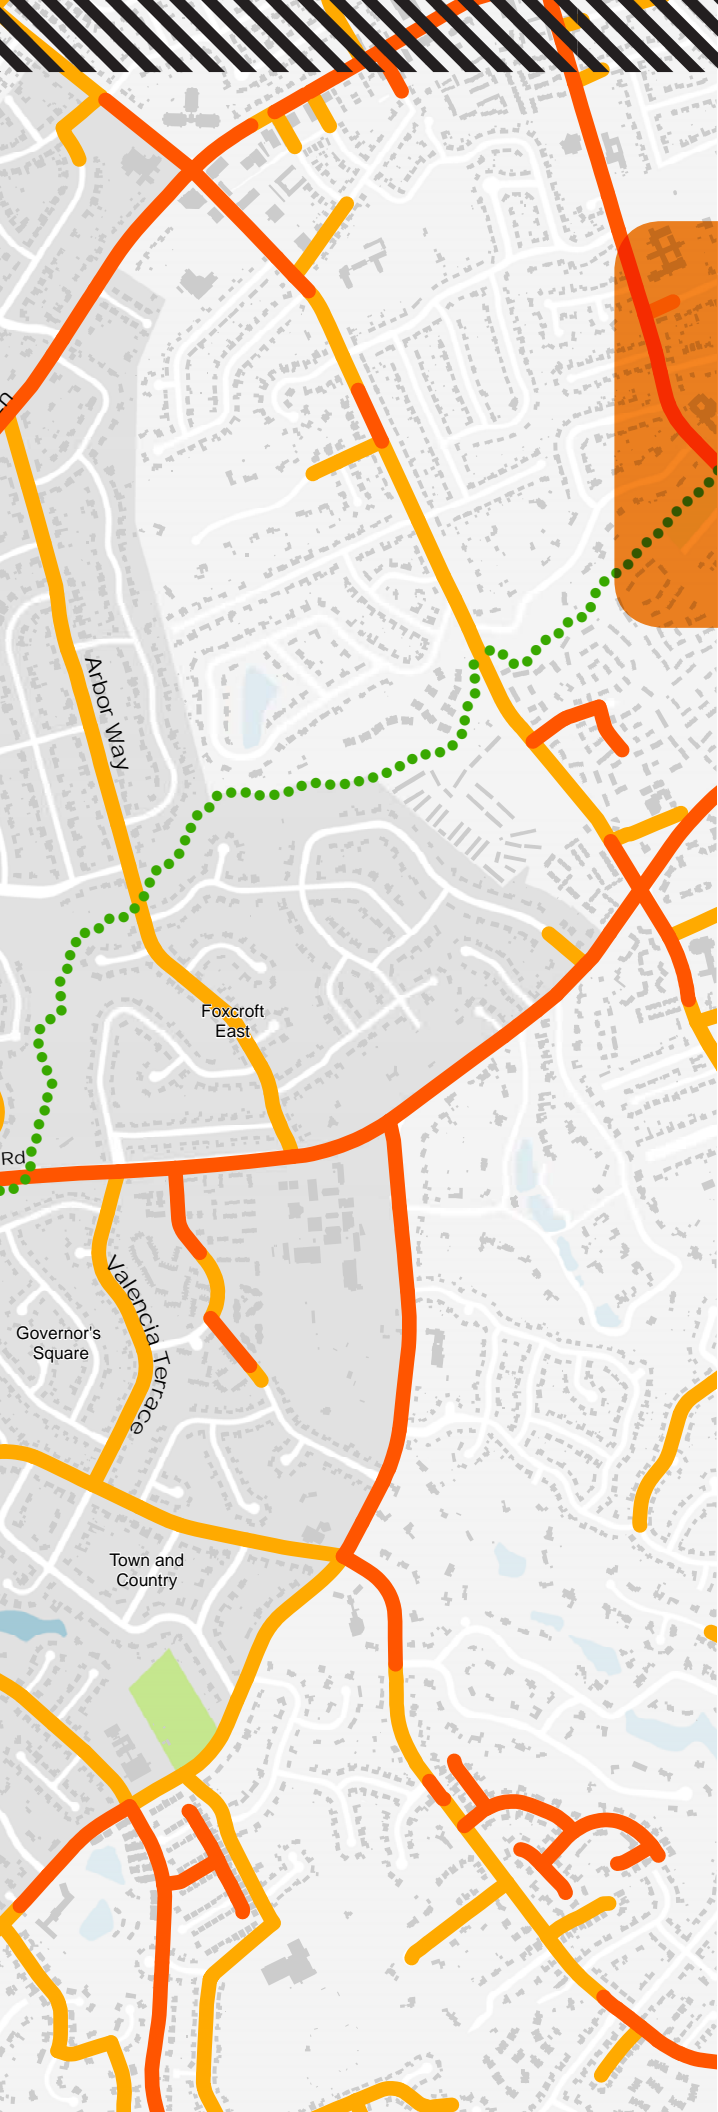 Arbor Way
Foxcroft
East
Rd
Valencia Terrace
Governor's
Square
Town and
Country